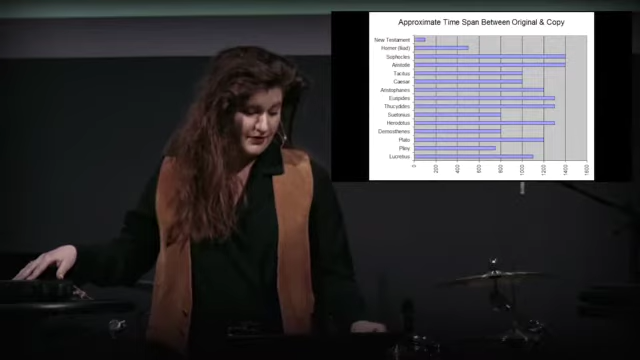 Approximate Time Span Between Original & Copy
New Testament
Homer (Iliad)
Sophocles
Aristotle
Tacitus
Caesar
Aristophanes
Euripides
Thucydides
Suetonius
Herodotus
Demosthenes
Plato
Pliny
Lucretius
0
200
400
600
800
1000
1200
1400
1600